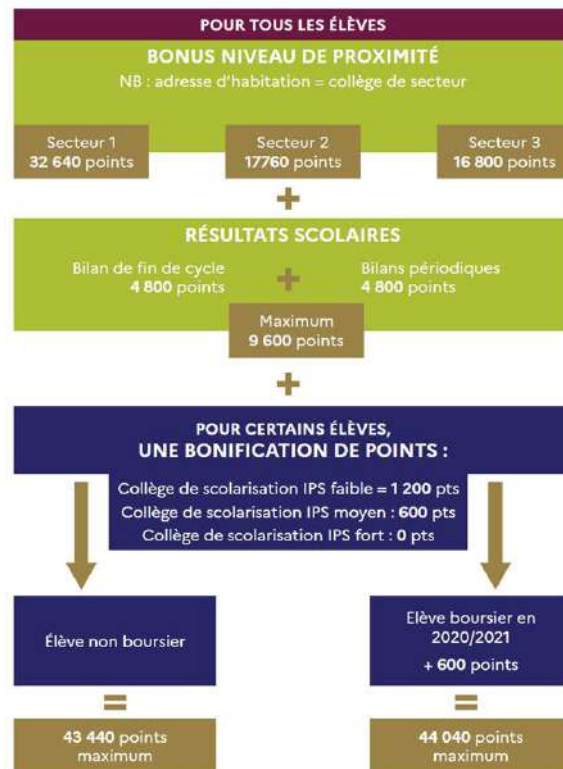 POUR TOUS LES ÉLÈVES
BONUS NIVEAU DE PROXIMITÉ
NB : adresse d'habitation = collège de secteur
Secteur 1
32 640 points
Secteur 2
17760 points
Secteur 3
16 800 points
+
RÉSULTATS SCOLAIRES
Bilan de fin de cycle
4 800 points
+
Bilans périodiques
4 800 points
Maximum
9 600 points
+
POUR CERTAINS ÉLÈVES,
UNE BONIFICATION DE POINTS :
Collège de scolarisation IPS faible = 1 200 pts
Collège de scolarisation IPS moyen : 600 pts
Collège de scolarisation IPS fort : 0 pts
Élève non boursier
=
43 440 points
maximum
Elève boursier en
2020/2021
+ 600 points
=
44 040 points
maximum